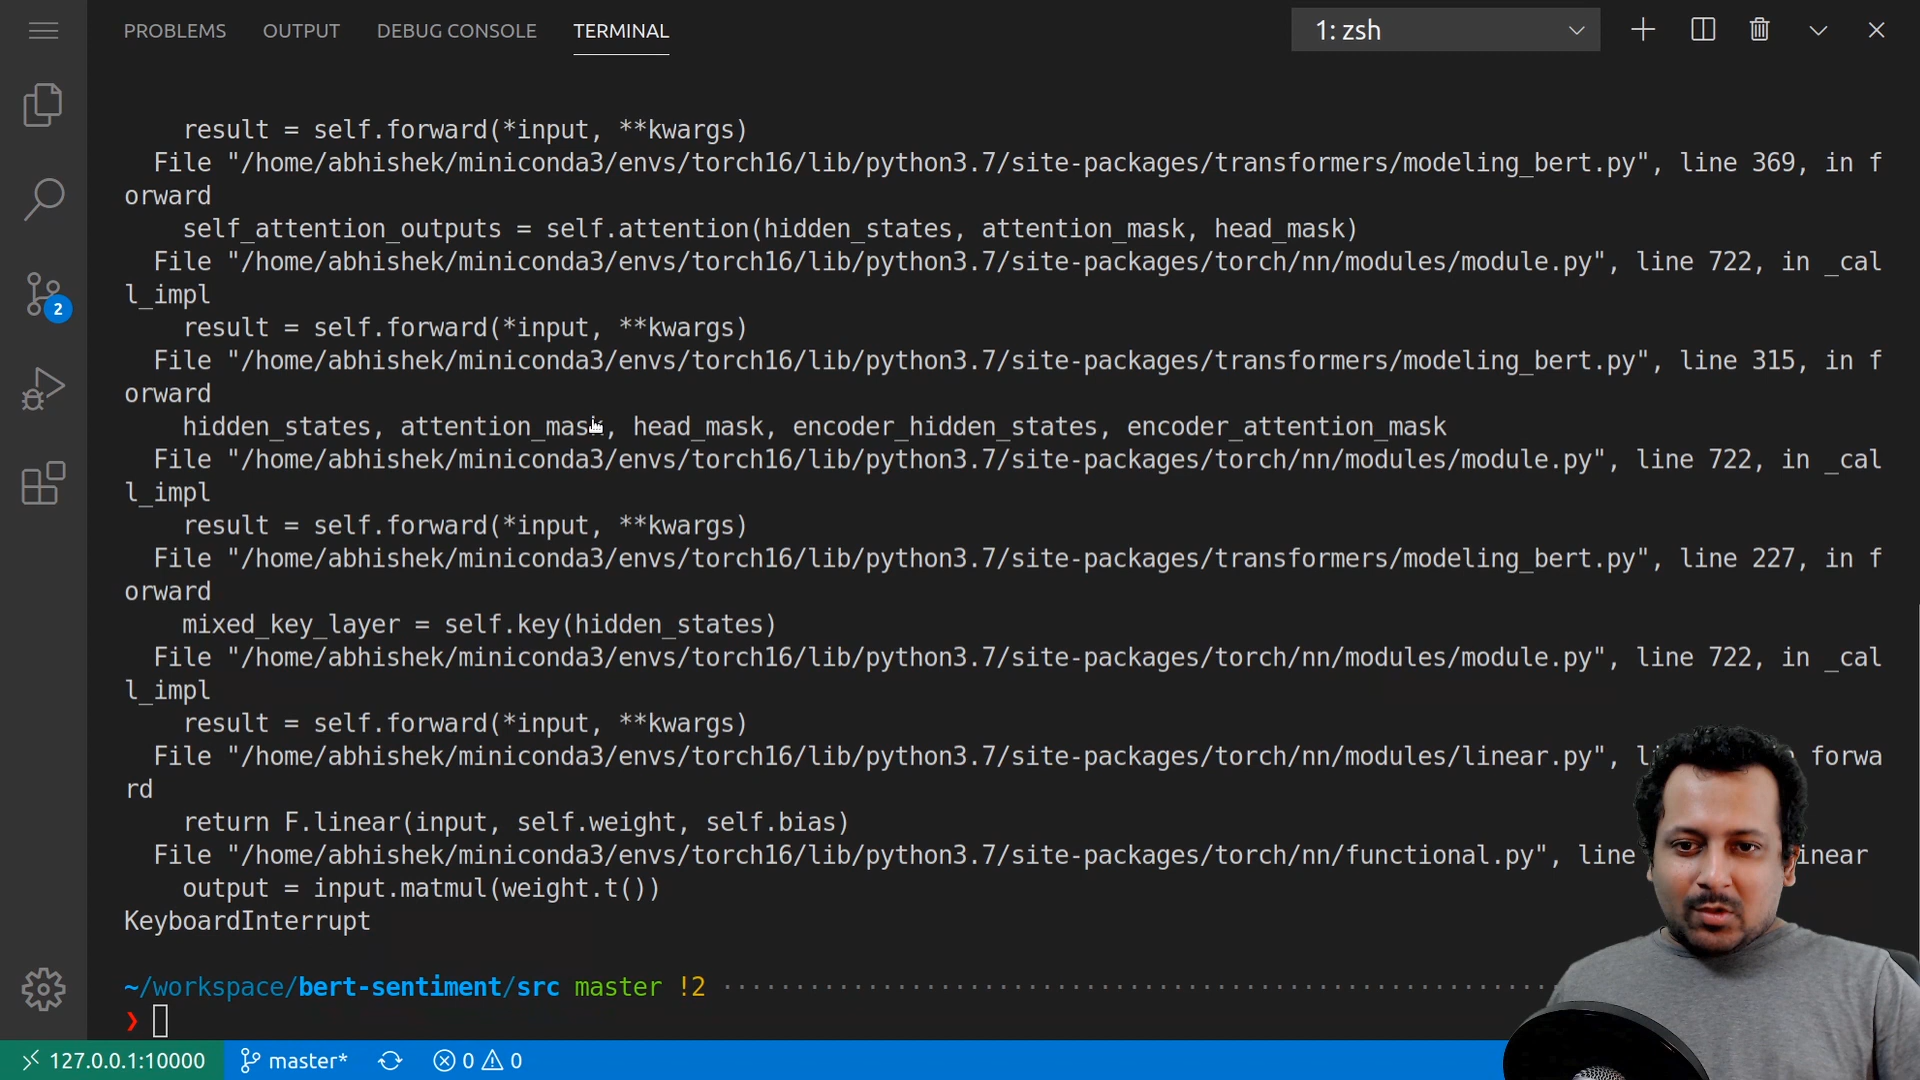 PROBLEMS OUTPUT DEBUG CONSOLE TERMINAL 1: zsh
result = self.forward(*input, **kwargs)
File "/home/abhishek/miniconda3/envs/torch16/lib/python3.7/site-packages/transformers/modeling_bert.py", line 369, in f
orward
self_attention_outputs = self.attention(hidden_states, attention_mask, head_mask)
File "/home/abhishek/miniconda3/envs/torch16/lib/python3.7/site-packages/torch/nn/modules/module.py", line 722, in _cal
l_impl
result = self.forward(*input, **kwargs)
File "/home/abhishek/miniconda3/envs/torch16/lib/python3.7/site-packages/transformers/modeling_bert.py", line 315, in f
orward
hidden_states, attention_mask, head_mask, encoder_hidden_states, encoder_attention_mask
File "/home/abhishek/miniconda3/envs/torch16/lib/python3.7/site-packages/torch/nn/modules/module.py", line 722, in _cal
l_impl
result = self.forward(*input, **kwargs)
File "/home/abhishek/miniconda3/envs/torch16/lib/python3.7/site-packages/transformers/modeling_bert.py", line 227, in f
orward
mixed_key_layer = self.key(hidden_states)
File "/home/abhishek/miniconda3/envs/torch16/lib/python3.7/site-packages/torch/nn/modules/module.py", line 722, in _cal
l_impl
result = self.forward(*input, **kwargs)
File "/home/abhishek/miniconda3/envs/torch16/lib/python3.7/site-packages/torch/nn/modules/linear.py", forwa
rd
return F.linear(input, self.weight, self.bias)
File "/home/abhishek/miniconda3/envs/torch16/lib/python3.7/site-packages/torch/nn/functional.py", line
output = input.matmul(weight.t())
KeyboardInterrupt
~/workspace/bert-sentiment/src master !2
❯
2
127.0.0.1:10000 master* 0 0